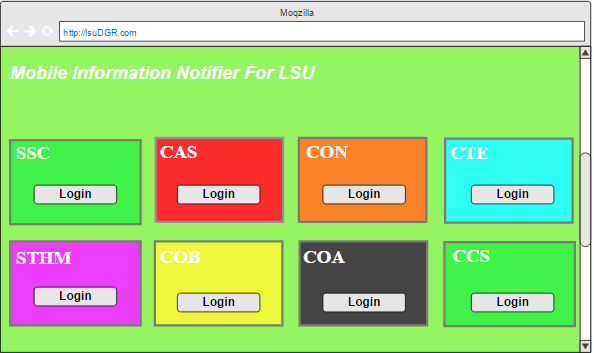 Moqzilla
http://lsuDGR.com
Mobile Information Notifier For LSU
SSC
CAS
CON
CTE
Login
Login
Login
Login
STHM
COB
COA
CCS
Login
Login
Login
Login